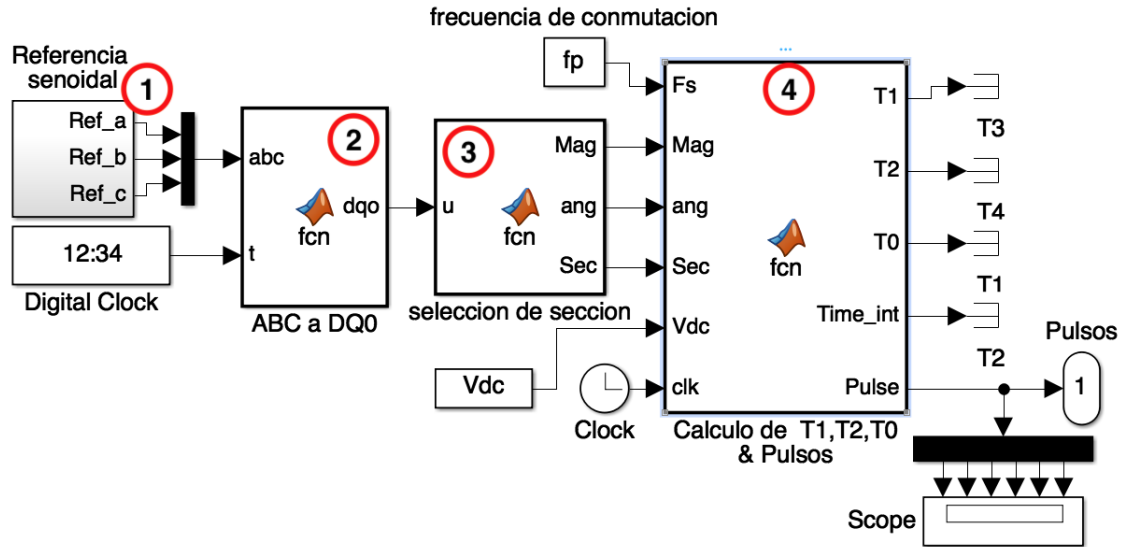 frecuencia de conmutacion
...
Referencia
senoidal
1
Ref_a
Ref_b
Ref_c
12:34
Digital Clock
abc
t
2
dqo
fcn
ABC a DQ0
3
u
Mag
ang
Sec
fcn
seleccion de seccion
fp
Vdc
Clock
4
Fs
Mag
ang
Sec
Vdc
clk
fcn
T1
T2
T0
Time_int
Pulse
Calculo de T1,T2,T0
& Pulsos
T3
T4
T1
T2
Pulsos
1
Scope